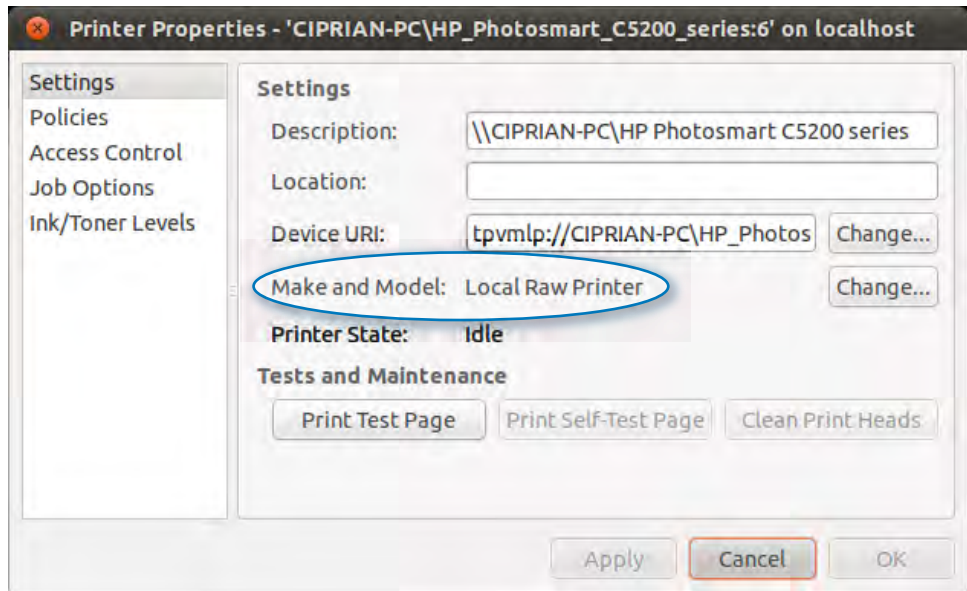 Printer Properties - 'CIPRIAN-PC\HP_Photosmart_C5200_series:6' on localhost
Settings
Policies
Access Control
Job Options
Ink/Toner Levels
Settings
Description: \\CIPRIAN-PC\HP Photosmart C5200 series
Location:
Device URI: tpvmlp://CIPRIAN-PC\HP_Photos Change...
Make and Model: Local Raw Printer Change...
Printer State: Idle
Tests and Maintenance
Print Test Page Print Self-Test Page Clean Print Heads
Apply Cancel OK